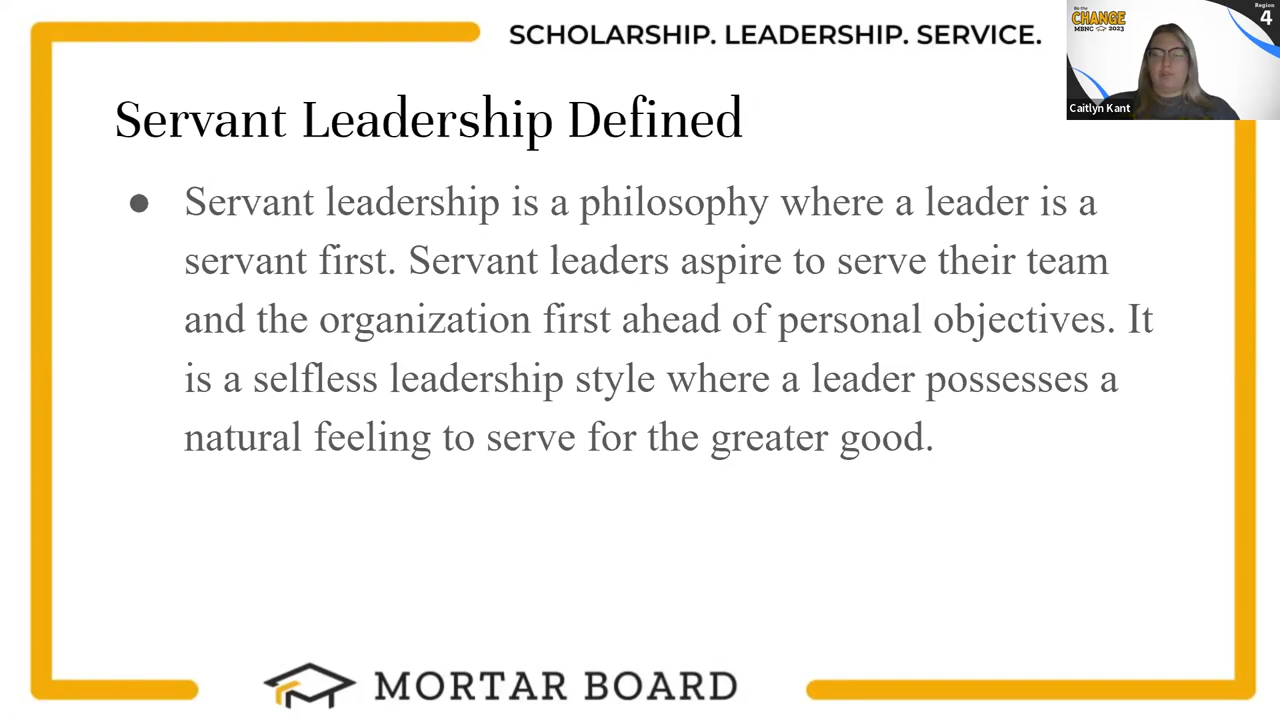 SCHOLARSHIP. LEADERSHIP. SERVICE.
Be the
CHANGE
MBNC 2023
Region
4
Caitlyn Kant
Servant Leadership Defined
● Servant leadership is a philosophy where a leader is a
servant first. Servant leaders aspire to serve their team
and the organization first ahead of personal objectives. It
is a selfless leadership style where a leader possesses a
natural feeling to serve for the greater good.
MORTAR BOARD